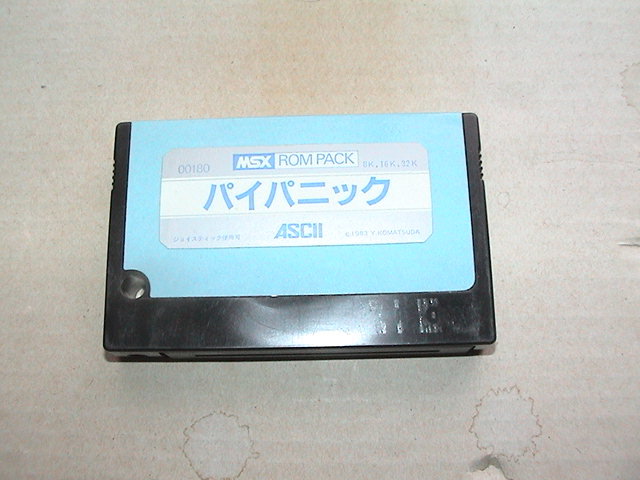 00180 MSX ROM PACK 8K,16K,32K
パイパニック
ジョイスティック使用可 ASCII ©1983 Y.KOMATSUDA